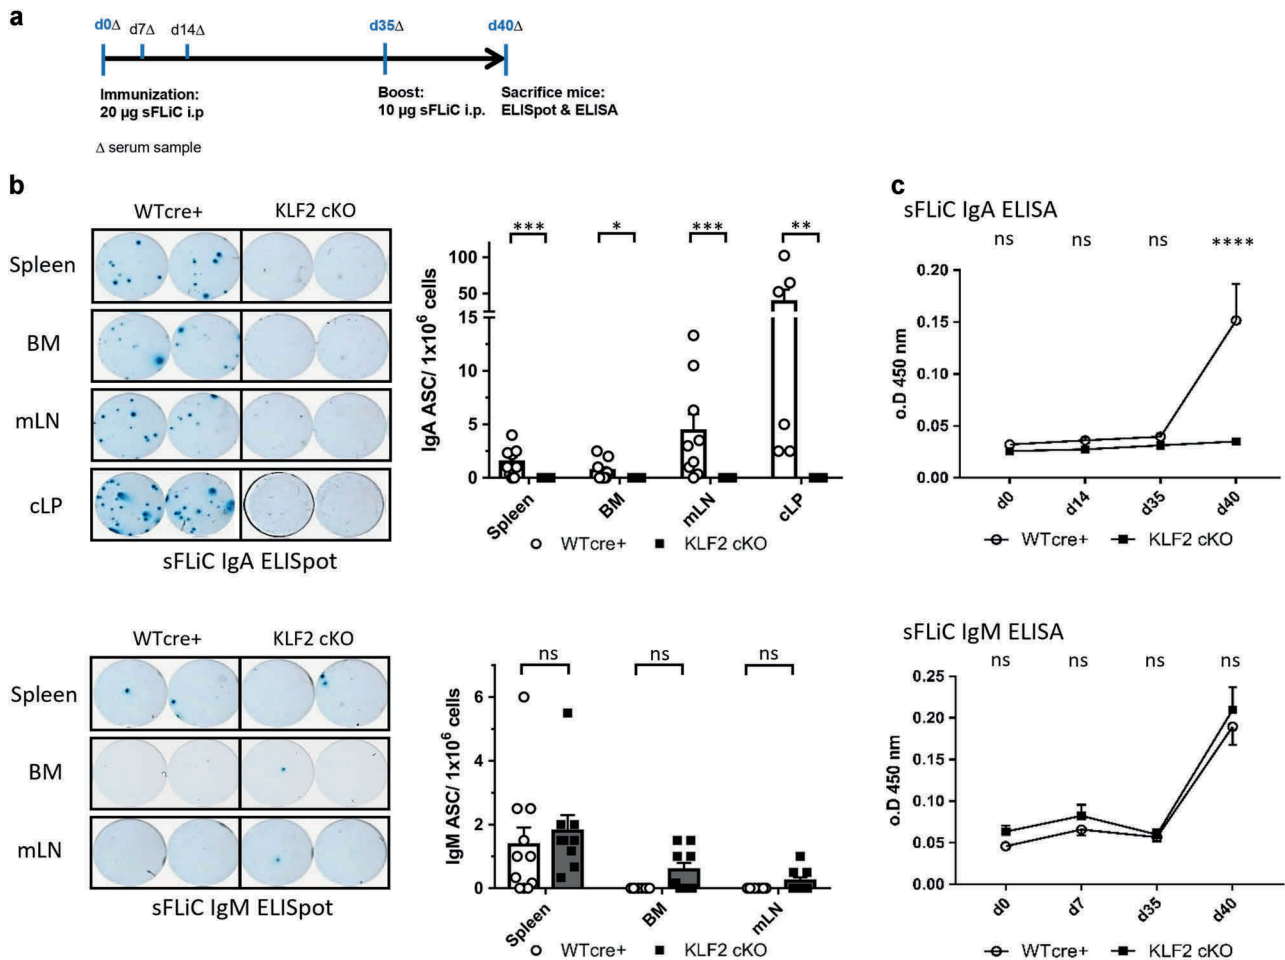 a
d0Δ d7Δ d14Δ d35Δ d40Δ
Immunization:
20 µg sFLiC i.p
Boost:
10 µg sFLiC i.p.
Sacrifice mice:
ELISpot & ELISA
Δ serum sample
b
WTcre+ KLF2 cKO
Spleen
BM
mLN
cLP
sFLiC IgA ELISpot
*** * *** **
IgA ASC/ 1x10⁶ cells
100
50
15
10
5
0
Spleen BM mLN cLP
WTcre+ KLF2 cKO
c
sFLiC IgA ELISA
ns ns ns ****
o.D 450 nm
0.20
0.15
0.10
0.05
0.00
d0 d14 d35 d40
WTcre+ KLF2 cKO
WTcre+ KLF2 cKO
Spleen
BM
mLN
sFLiC IgM ELISpot
ns ns ns
IgM ASC/ 1x10⁶ cells
6
4
2
0
Spleen BM mLN
WTcre+ KLF2 cKO
sFLiC IgM ELISA
ns ns ns ns
o.D 450 nm
0.25
0.20
0.15
0.10
0.05
0.00
d0 d7 d35 d40
WTcre+ KLF2 cKO